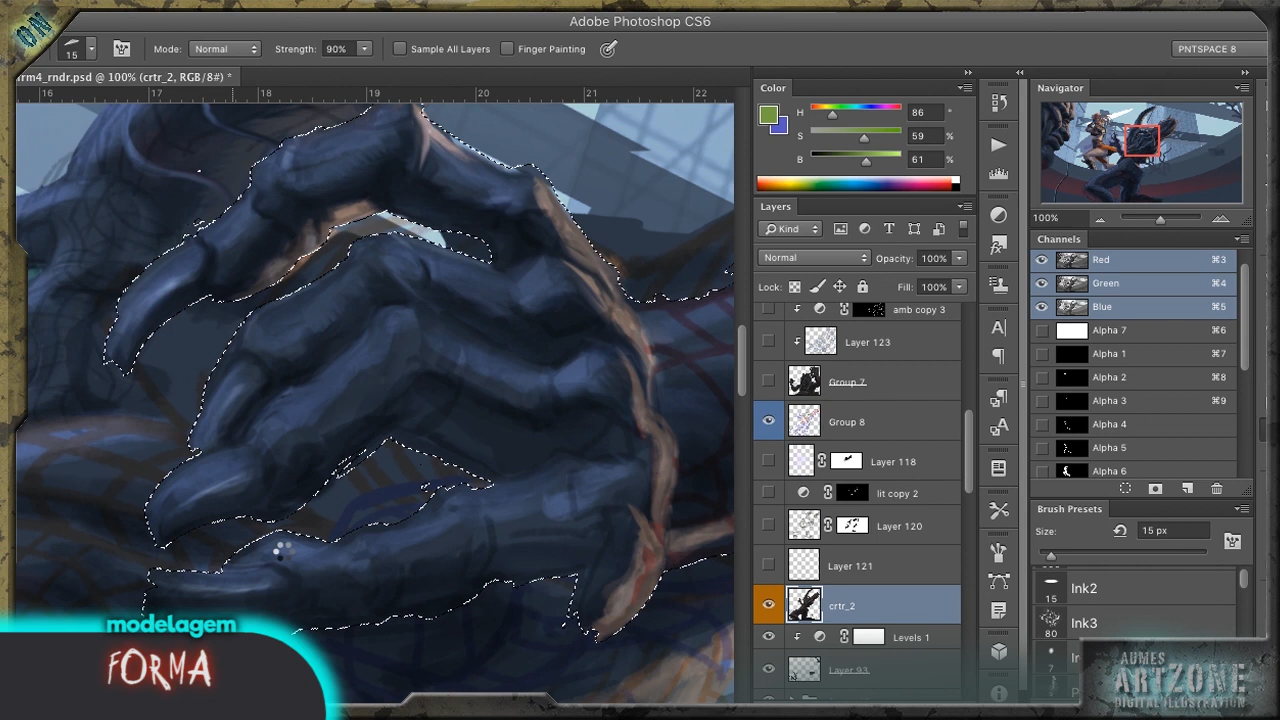 ON
Adobe Photoshop CS6
15
Mode: Normal
Strength: 90%
Sample All Layers
Finger Painting
PNTSPACE 8
rm4_rndr.psd @ 100% (crtr_2, RGB/8#) *
16 17 18 19 20 21 22
Color
H 86 °
S 59 %
B 61 %
Layers
Kind
Normal
Opacity: 100%
Lock:
Fill: 100%
amb copy 3
Layer 123
Group 7
Group 8
Layer 118
lit copy 2
Layer 120
Layer 121
crtr_2
Levels 1
Layer 93
Navigator
100%
Channels
Red ⌘3
Green ⌘4
Blue ⌘5
Alpha 7 ⌘6
Alpha 1 ⌘7
Alpha 2 ⌘8
Alpha 3 ⌘9
Alpha 4
Alpha 5
Alpha 6
Brush Presets
Size: 15 px
15 Ink2
80 Ink3
7
modelagem
FORMA
AUMES
ARTZONE
DIGITAL ILLUSTRATION